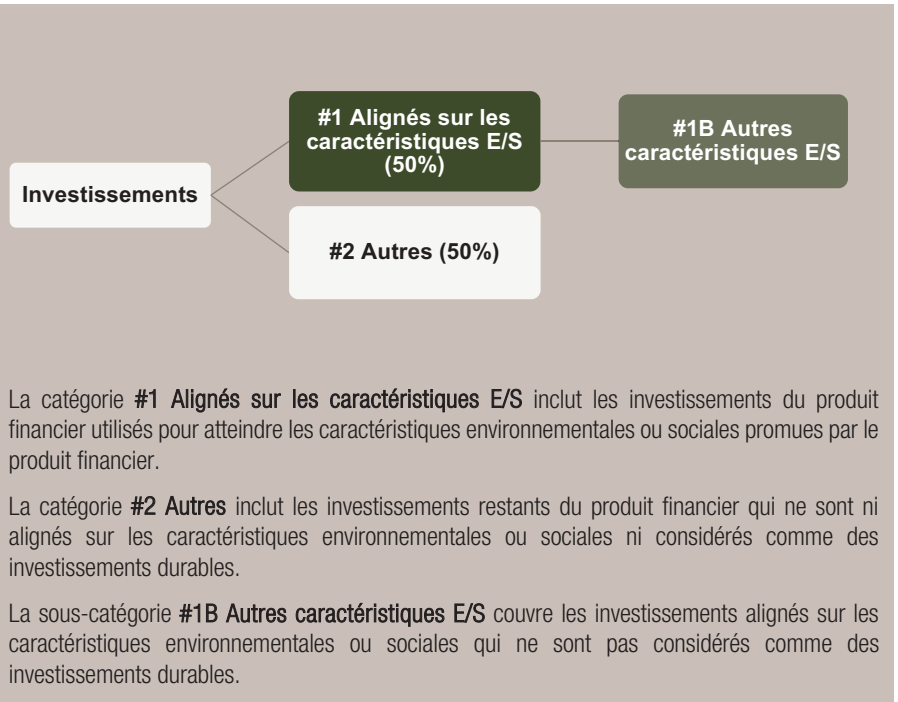 #1 Alignés sur les
caractéristiques E/S
(50%)
#1B Autres
caractéristiques E/S
Investissements
#2 Autres (50%)
La catégorie #1 Alignés sur les caractéristiques E/S inclut les investissements du produit
financier utilisés pour atteindre les caractéristiques environnementales ou sociales promues par le
produit financier.
La catégorie #2 Autres inclut les investissements restants du produit financier qui ne sont ni
alignés sur les caractéristiques environnementales ou sociales ni considérés comme des
investissements durables.
La sous-catégorie #1B Autres caractéristiques E/S couvre les investissements alignés sur les
caractéristiques environnementales ou sociales qui ne sont pas considérés comme des
investissements durables.